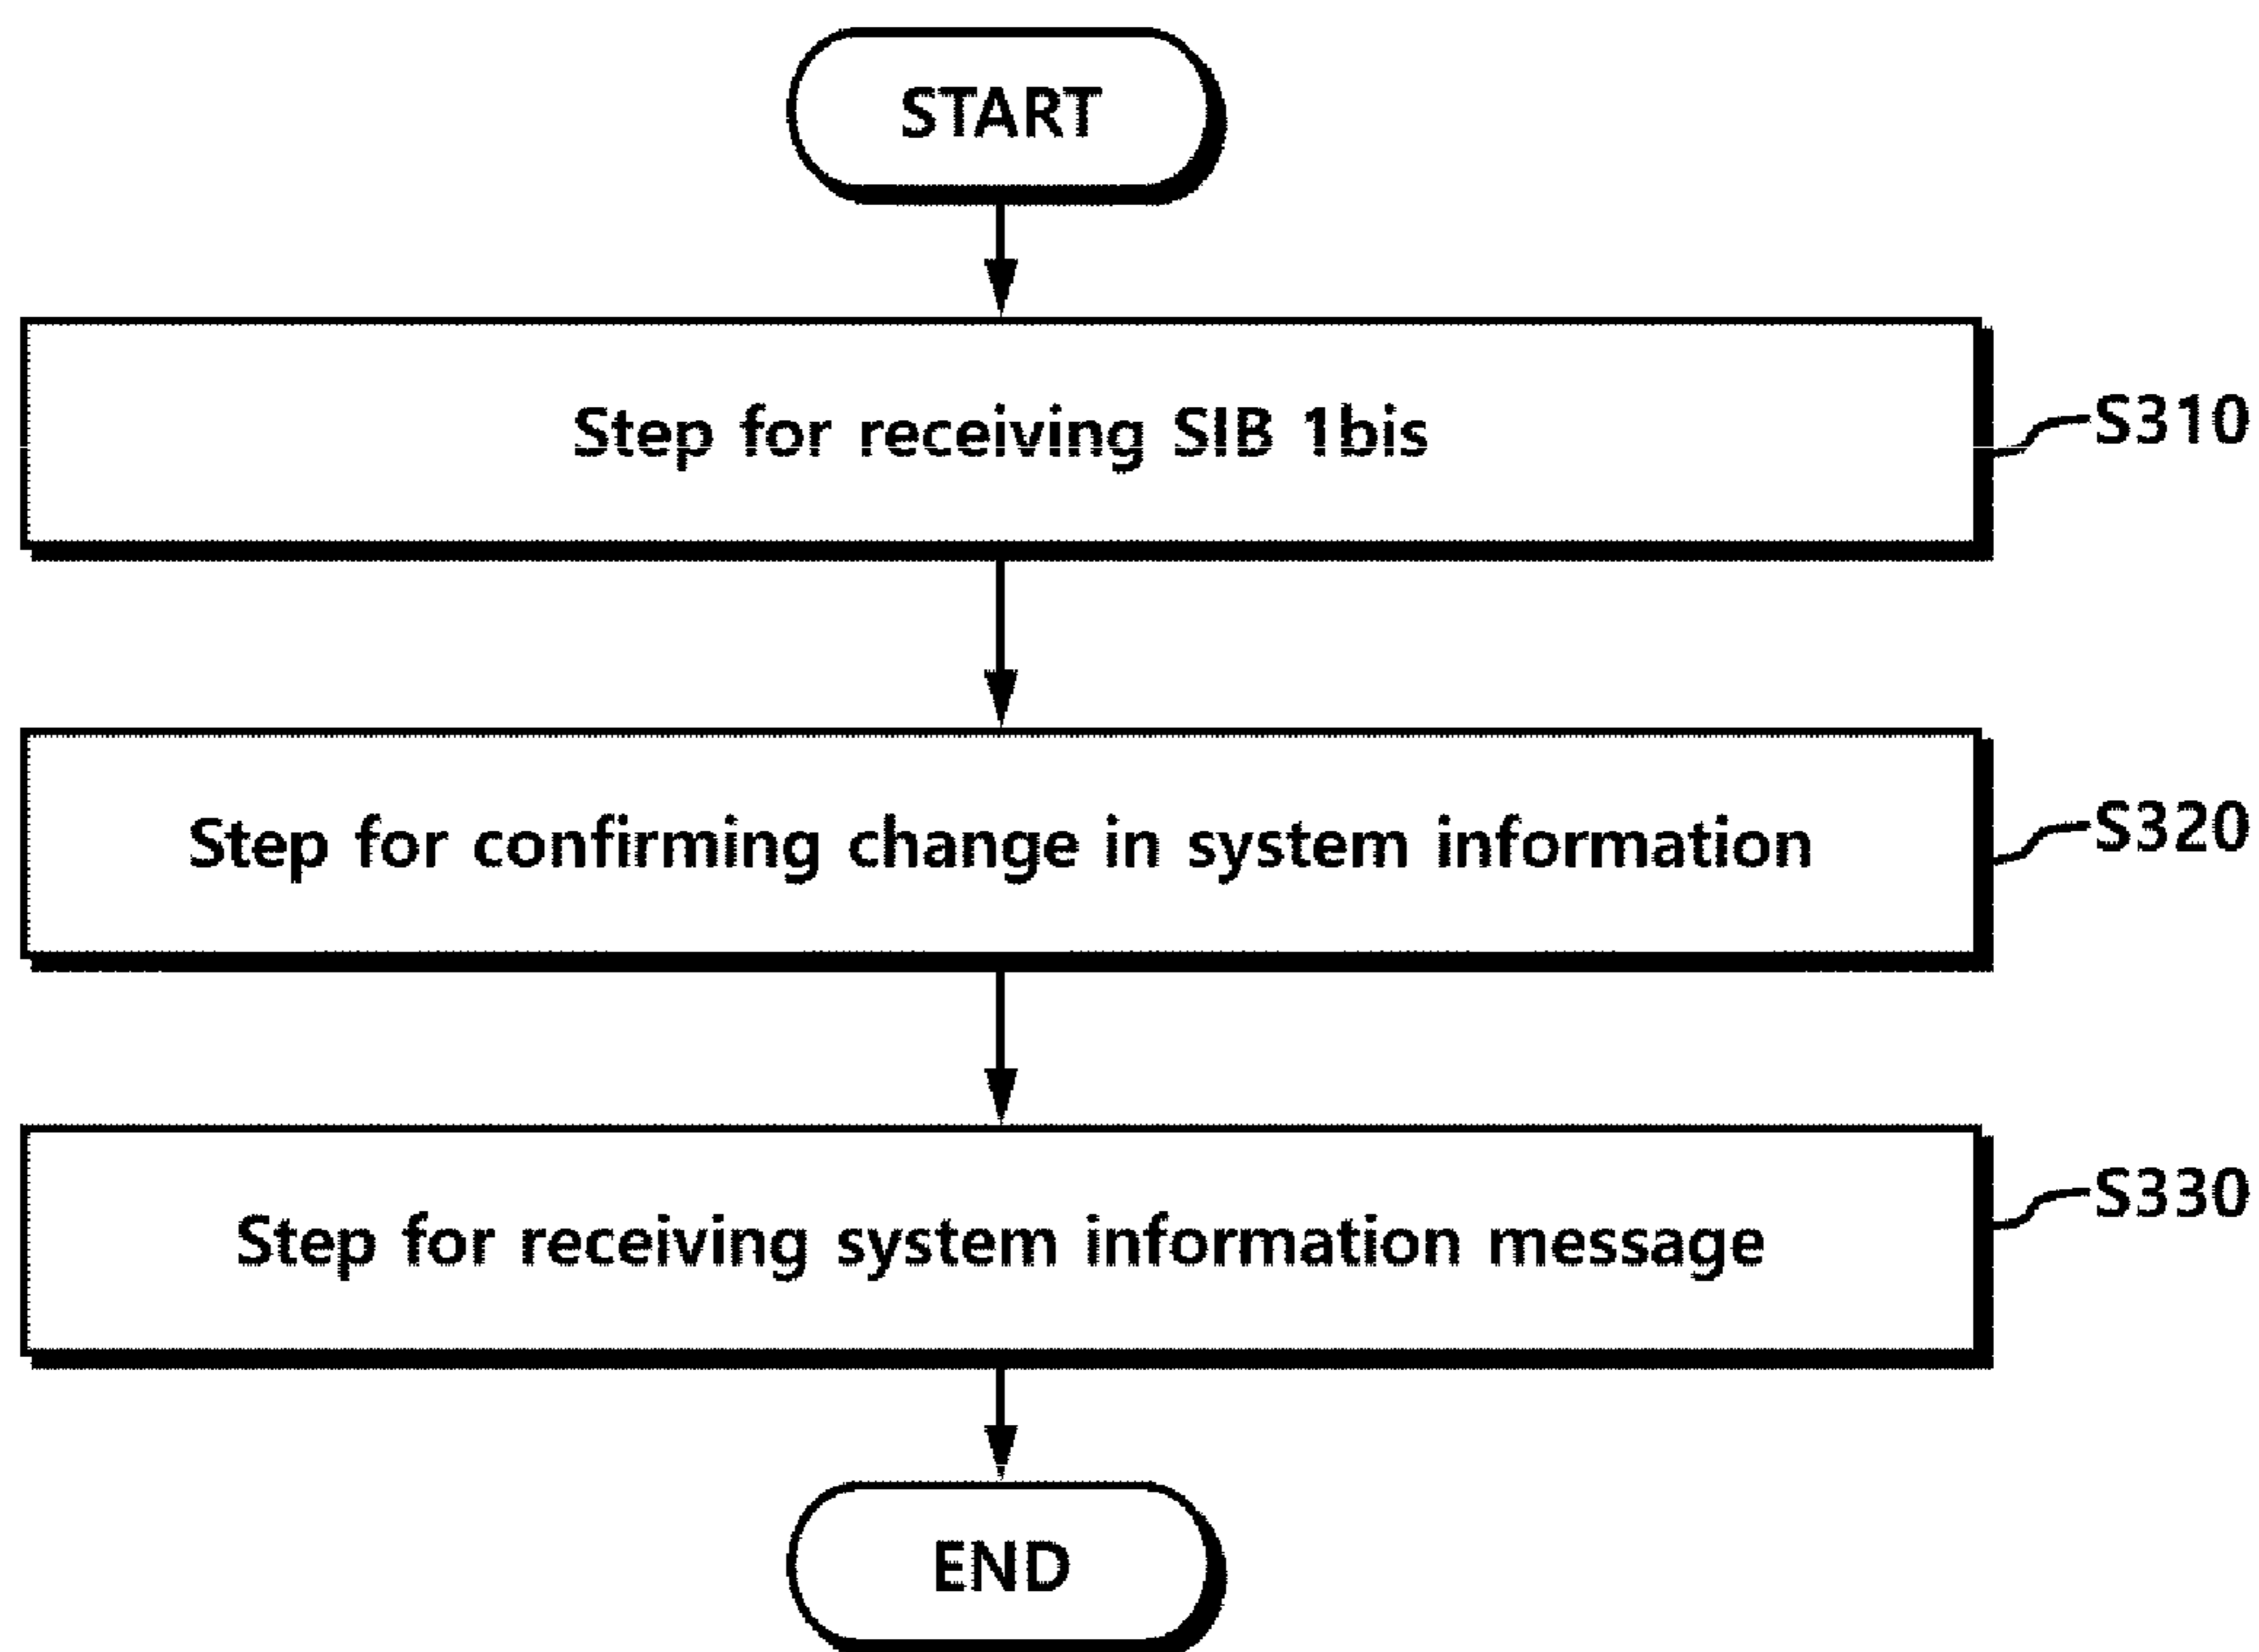 START
Step for receiving SIB 1bis
S310
Step for confirming change in system information
S320
Step for receiving system information message
S330
END